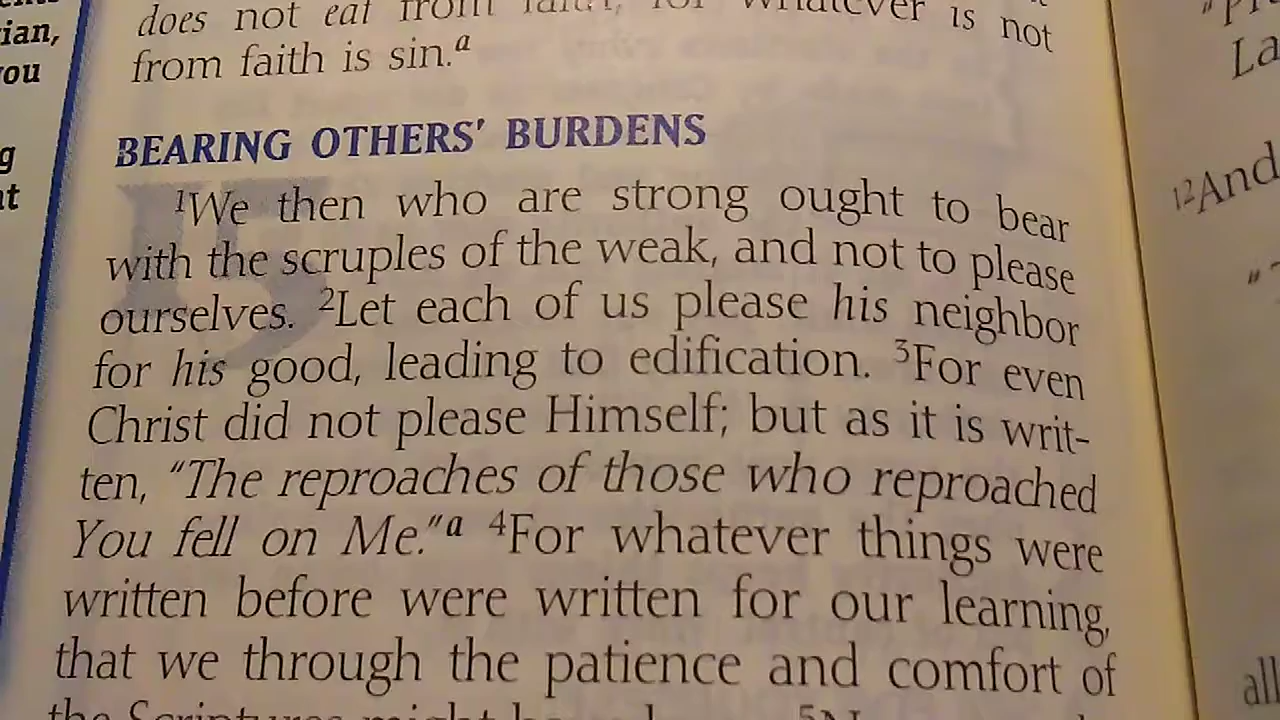 ian,
you
g
does not eat from faith; for whatever is not
from faith is sin.a
BEARING OTHERS' BURDENS
15
1We then who are strong ought to bear
with the scruples of the weak, and not to please
ourselves. 2Let each of us please his neighbor
for his good, leading to edification. 3For even
Christ did not please Himself; but as it is writ-
ten, "The reproaches of those who reproached
You fell on Me."a 4For whatever things were
written before were written for our learning,
that we through the patience and comfort of
the Scriptures might
12And
all